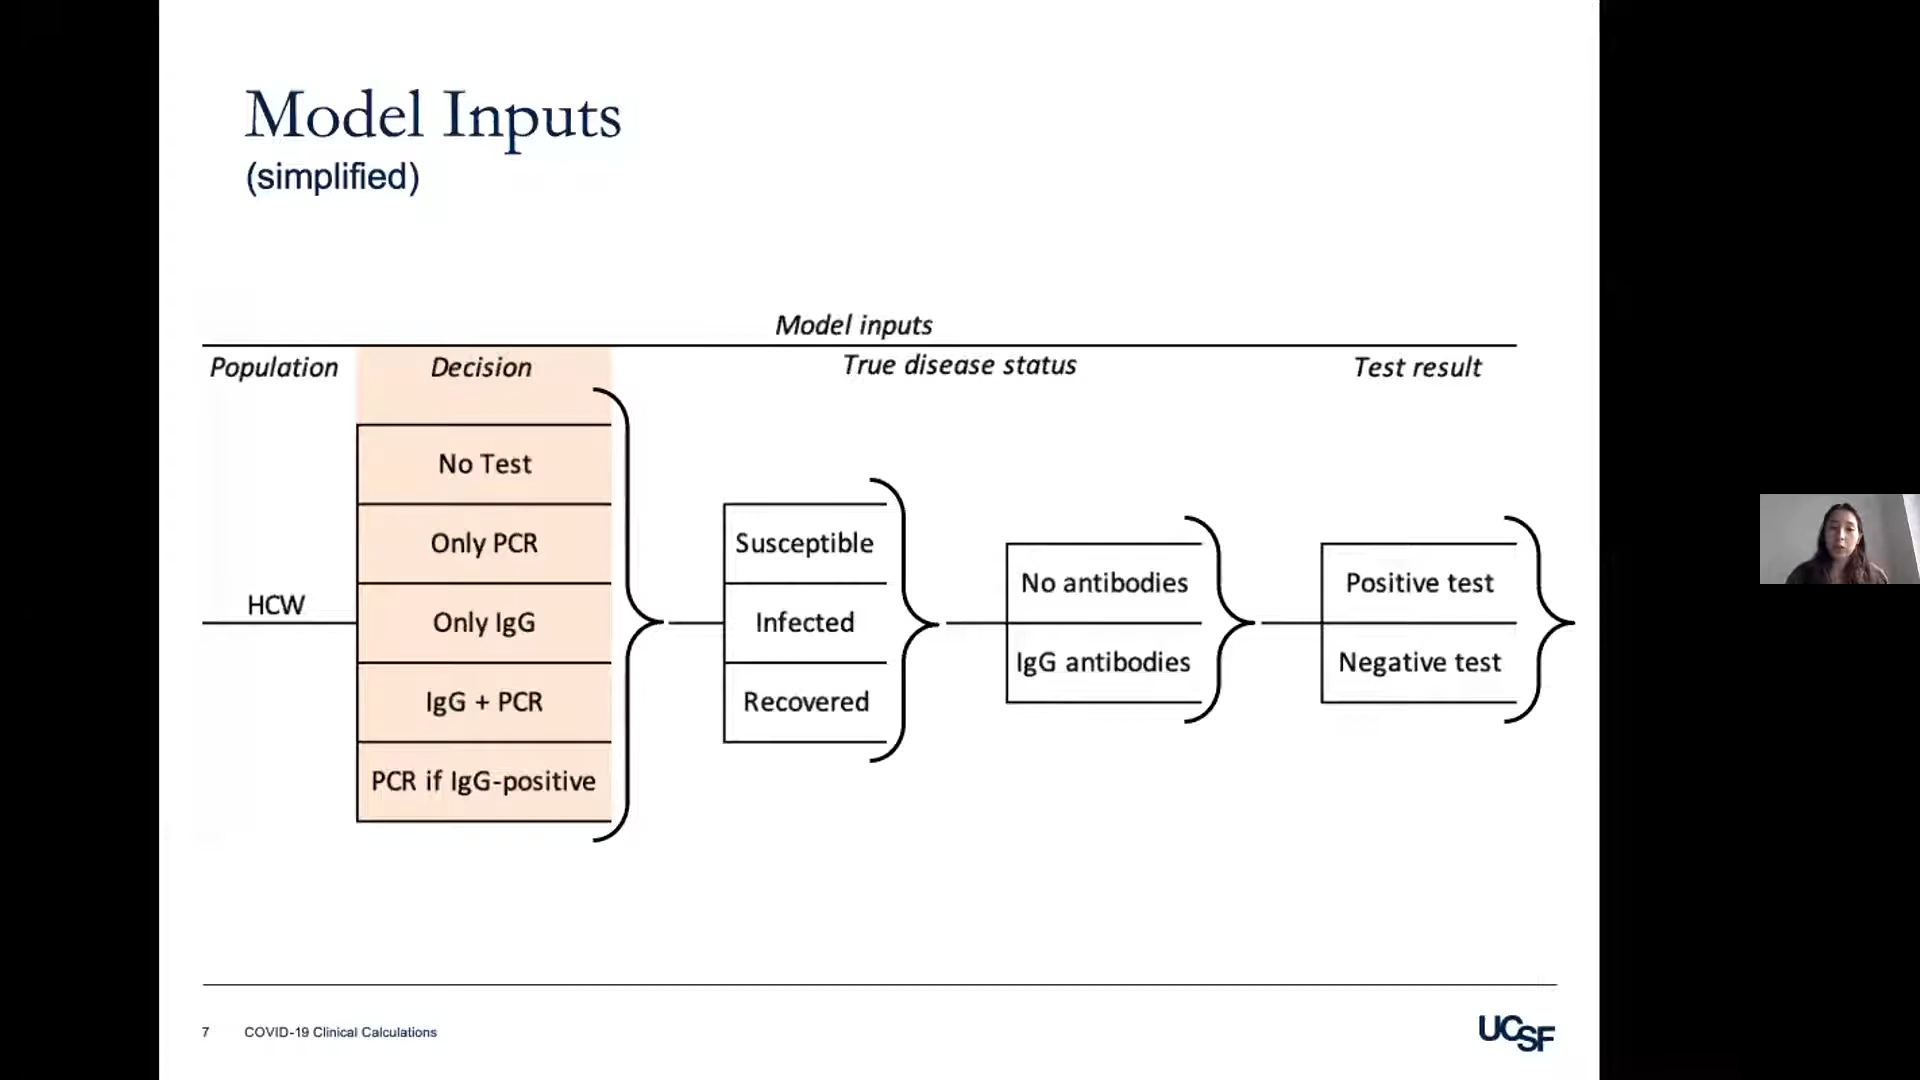 Model Inputs
(simplified)
Model inputs
Population
Decision
True disease status
Test result
HCW
No Test
Only PCR
Only IgG
IgG + PCR
PCR if IgG-positive
Susceptible
Infected
Recovered
No antibodies
IgG antibodies
Positive test
Negative test
7
COVID-19 Clinical Calculations
UCSF